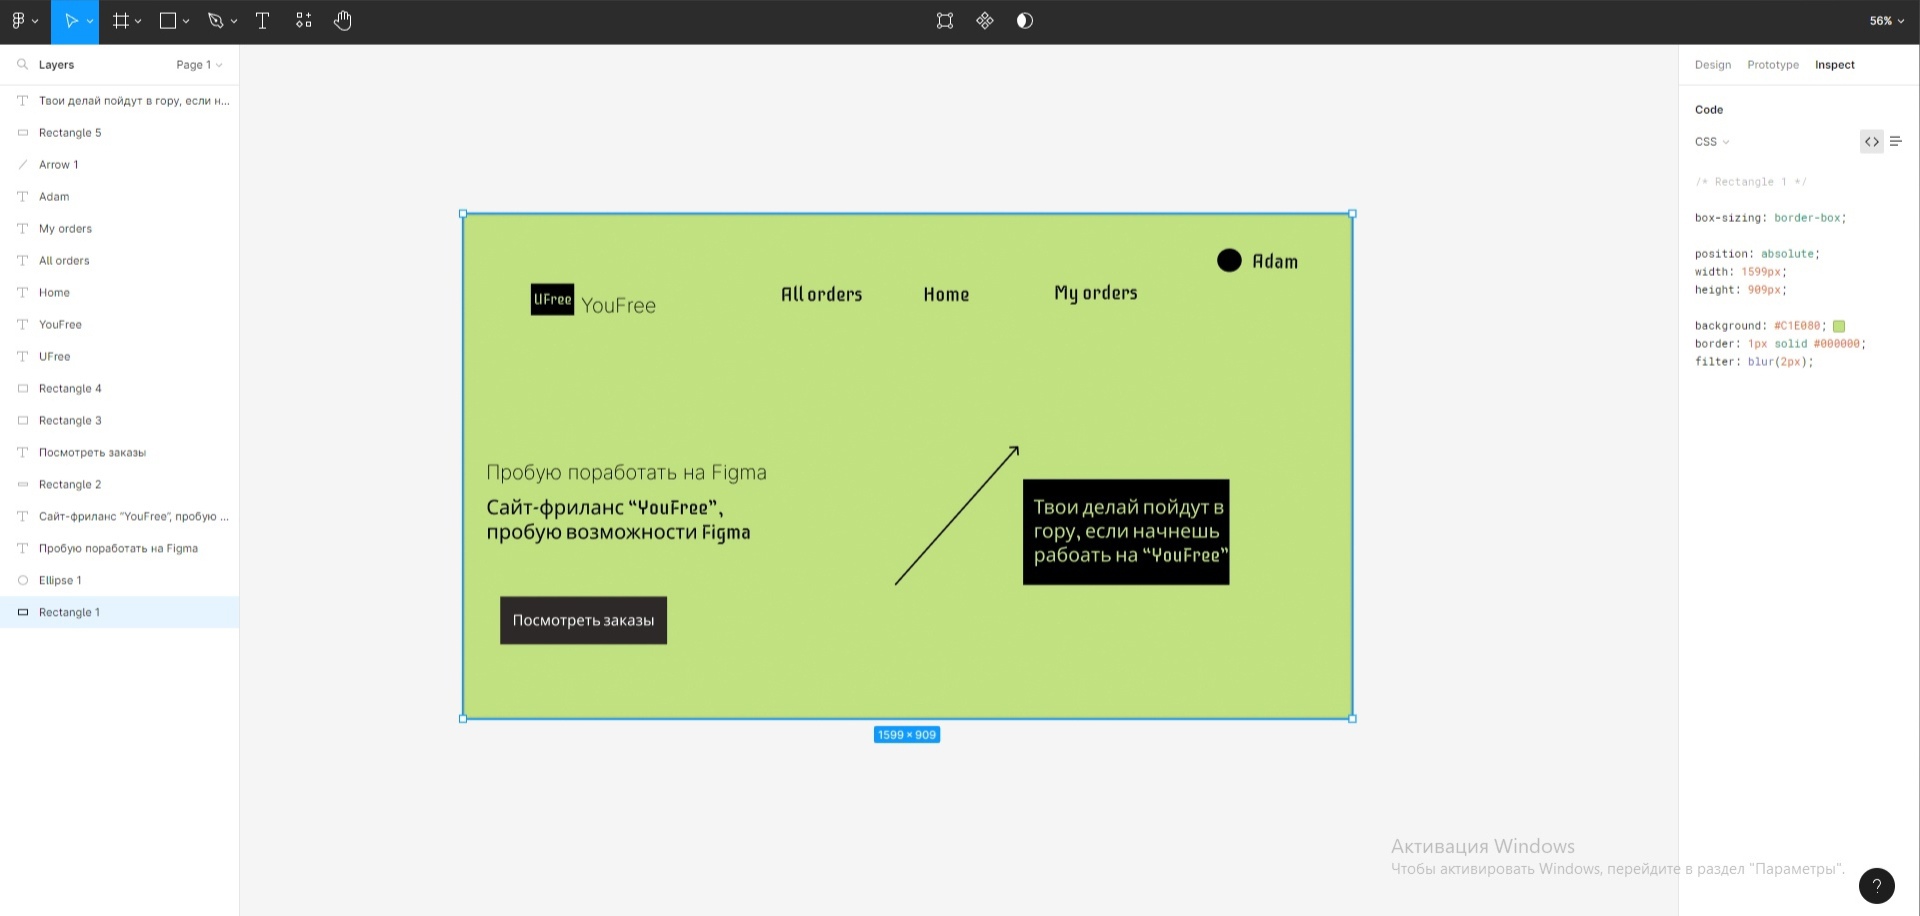 56%
Layers
Page 1
Твои делай пойдут в гору, если н...
Rectangle 5
Arrow 1
Adam
My orders
All orders
Home
YouFree
UFree
Rectangle 4
Rectangle 3
Посмотреть заказы
Rectangle 2
Сайт-фриланс “YouFree”, пробую ...
Пробую поработать на Figma
Ellipse 1
Rectangle 1
Adam
UFree YouFree
All orders
Home
My orders
Пробую поработать на Figma
Сайт-фриланс “YouFree”,
пробую возможности Figma
Посмотреть заказы
Твои делай пойдут в
гору, если начнешь
рабоать на “YouFree”
1599 × 909
Design Prototype Inspect
Code
CSS
/* Rectangle 1 */
box-sizing: border-box;
position: absolute;
width: 1599px;
height: 909px;
background: #C1E080;
border: 1px solid #000000;
filter: blur(2px);
Активация Windows
Чтобы активировать Windows, перейдите в раздел "Параметры".
?